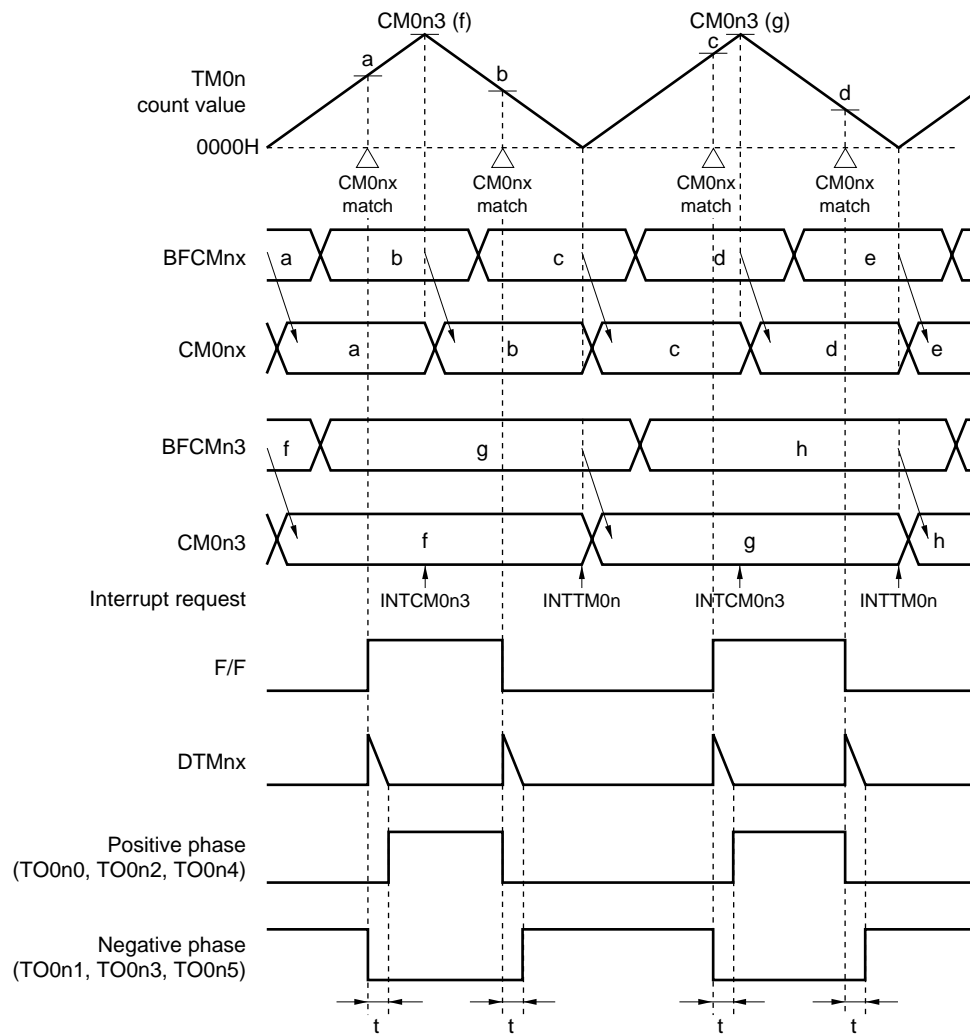 CM0n3 (f) CM0n3 (g)
a b c d
TM0n
count value
0000H
CM0nx CM0nx CM0nx CM0nx
match match match match
BFCMnx a b c d e
CM0nx a b c d e
BFCMn3 f g h
CM0n3 f g h
Interrupt request INTCM0n3 INTTM0n INTCM0n3 INTTM0n
F/F
DTMnx
Positive phase
(TO0n0, TO0n2, TO0n4)
Negative phase
(TO0n1, TO0n3, TO0n5)
t t t t